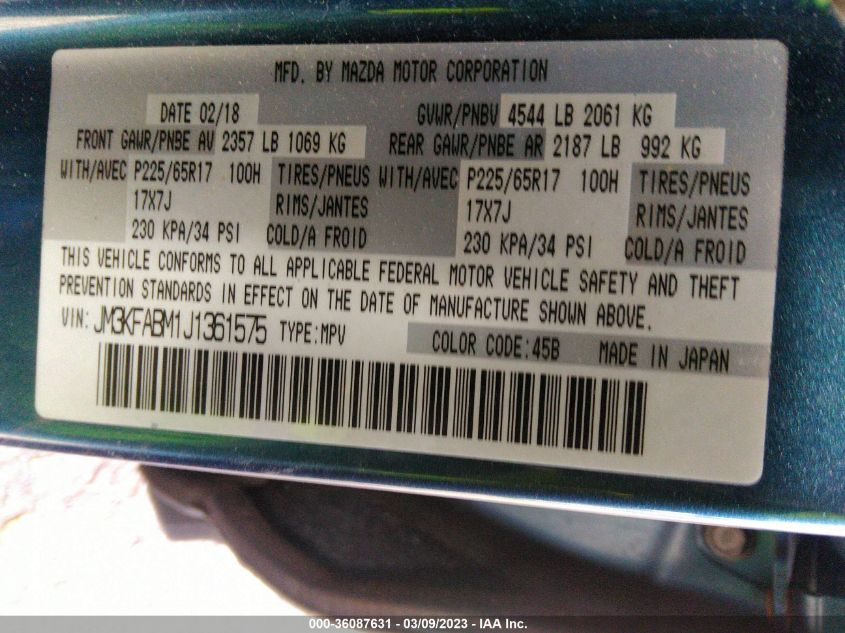 MFD. BY MAZDA MOTOR CORPORATION
DATE 02/18 GVWR/PNBV 4544 LB 2061 KG
FRONT GAWR/PNBE AV 2357 LB 1069 KG REAR GAWR/PNBE AR 2187 LB 992 KG
WITH/AVEC P225/65R17 100H TIRES/PNEUS WITH/AVEC P225/65R17 100H TIRES/PNEUS
17X7J RIMS/JANTES 17X7J RIMS/JANTES
230 KPA/34 PSI COLD/A FROID 230 KPA/34 PSI COLD/A FROID
THIS VEHICLE CONFORMS TO ALL APPLICABLE FEDERAL MOTOR VEHICLE SAFETY AND THEFT
PREVENTION STANDARDS IN EFFECT ON THE DATE OF MANUFACTURE SHOWN ABOVE.
VIN: JM3KFABM1J1361575 TYPE:MPV COLOR CODE:45B MADE IN JAPAN
000-36087631 - 03/09/2023 - IAA Inc.